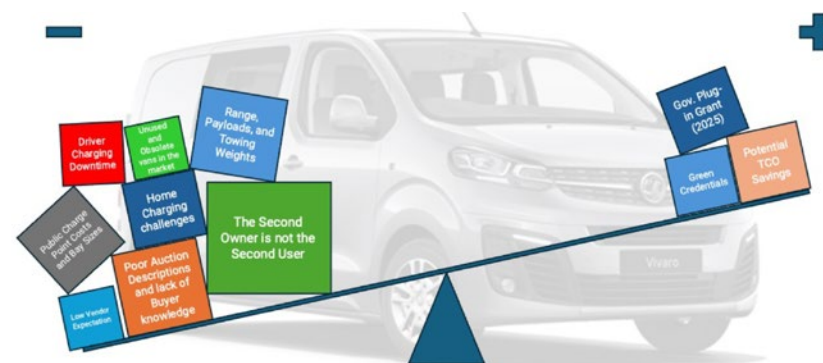 Driver
Charging
Downtime
Unused
and
Obsolete
vans in the
market
Range,
Payloads, and
Towing
Weights
Public Charge
Point Costs
and Bay Sizes
Home
Charging
challenges
The Second
Owner is not the
Second User
Low Vendor
Expectation
Poor Auction
Descriptions
and lack of
Buyer
knowledge
Gov. Plug-
in Grant
(2025)
Green
Credentials
Potential
TCO
Savings
Vivaro